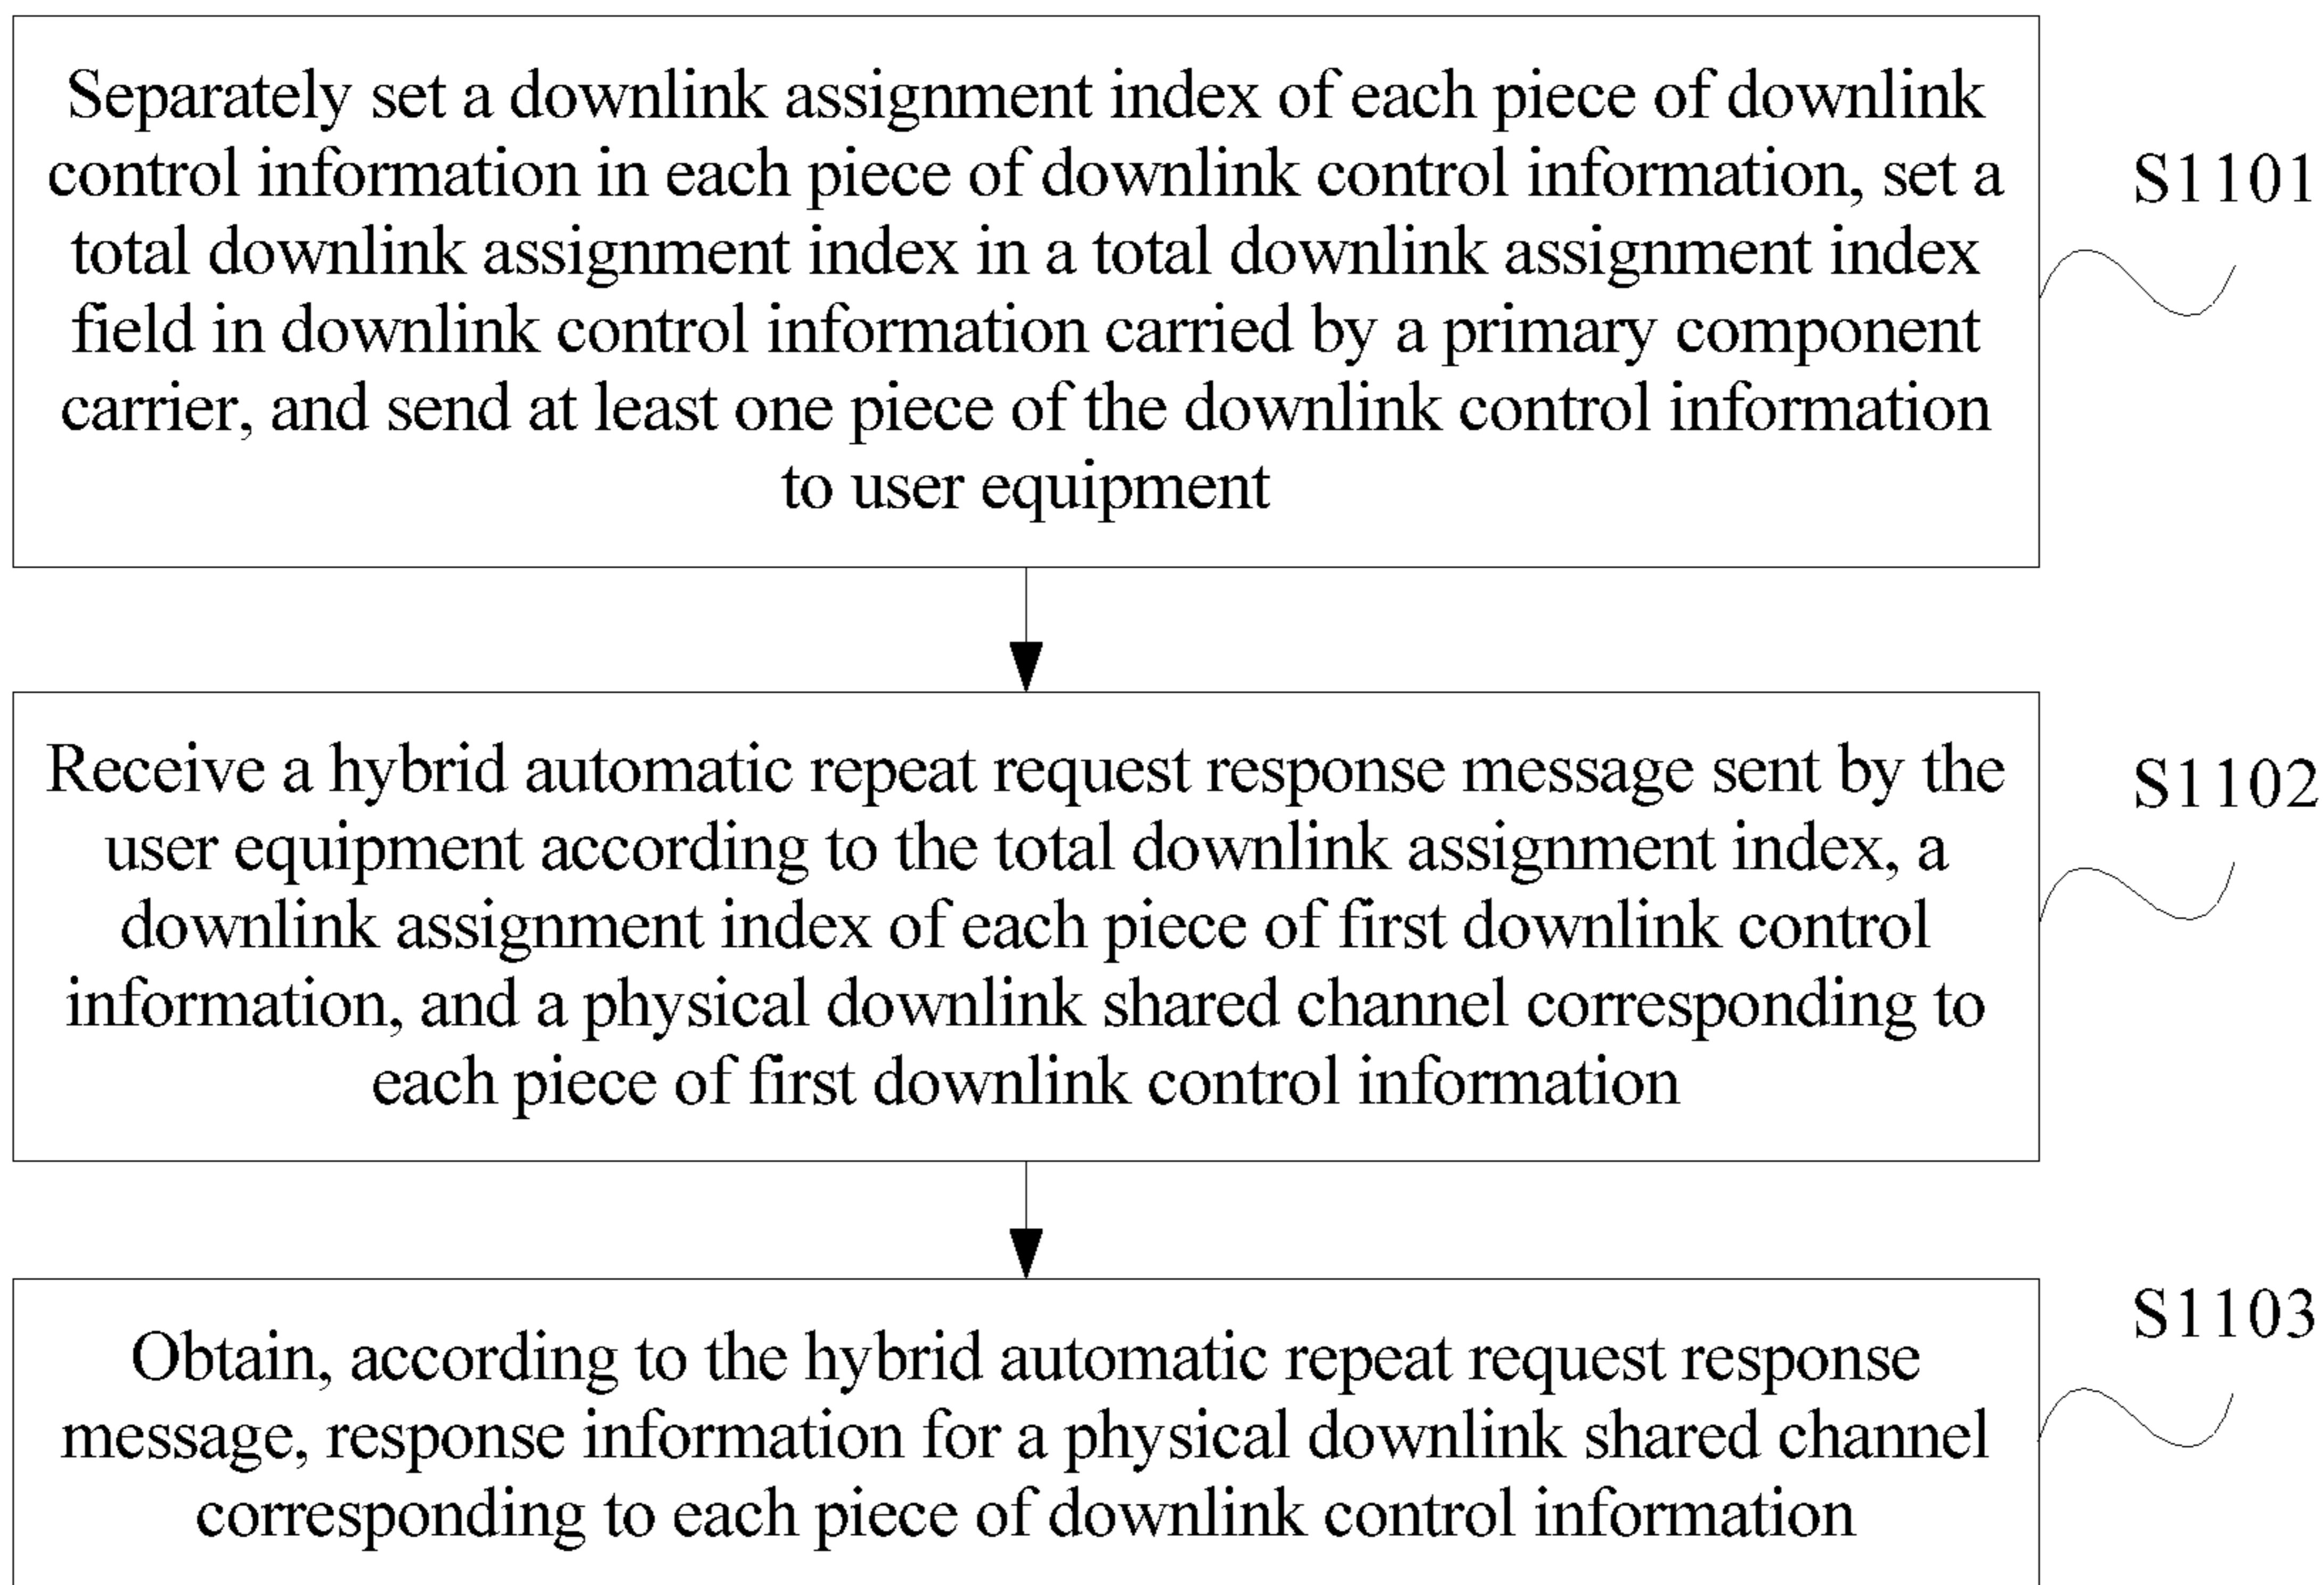 Separately set a downlink assignment index of each piece of downlink
control information in each piece of downlink control information, set a
total downlink assignment index in a total downlink assignment index
field in downlink control information carried by a primary component
carrier, and send at least one piece of the downlink control information
to user equipment
S1101
Receive a hybrid automatic repeat request response message sent by the
user equipment according to the total downlink assignment index, a
downlink assignment index of each piece of first downlink control
information, and a physical downlink shared channel corresponding to
each piece of first downlink control information
S1102
Obtain, according to the hybrid automatic repeat request response
message, response information for a physical downlink shared channel
corresponding to each piece of downlink control information
S1103